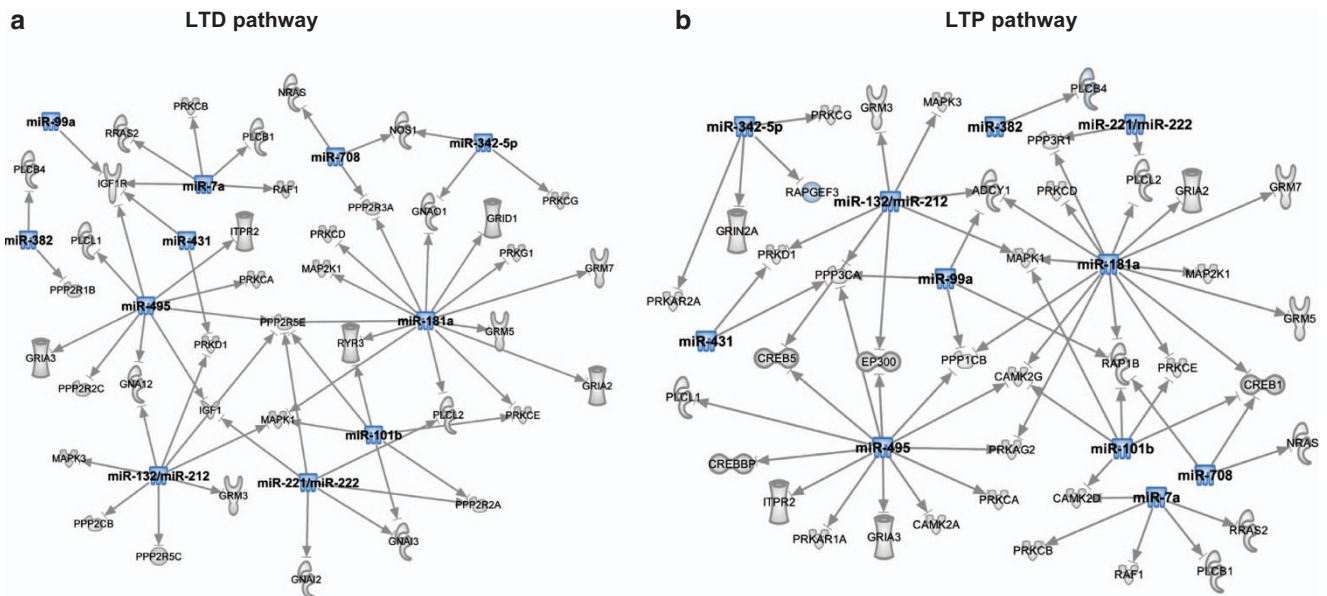 a
LTD pathway
NRAS
PRKCB
miR-99a
RRAS2
PLCB1
NOS1
miR-342-5p
miR-708
PLCB4
IGF1R
miR-7a
RAF1
PPP2R3A
GNAO1
PRKCG
GRID1
miR-382
PLCL1
miR-431
ITPR2
PRKCD
PRKG1
MAP2K1
GRM7
PPP2R1B
PRKCA
miR-495
PPP2R5E
miR-181a
GRM5
RYR3
PRKD1
GRIA3
PPP2R2C
GNA12
GRIA2
IGF1
MAPK1
PLCL2
PRKCE
miR-101b
MAPK3
miR-132/miR-212
miR-221/miR-222
GRM3
PPP2R2A
PPP2CB
GNAI3
PPP2R5C
GNAI2
b
LTP pathway
PLCB4
GRM3
MAPK3
PRKCG
miR-342-5p
miR-382
miR-221/miR-222
PPP3R1
RAPGEF3
miR-132/miR-212
ADCY1
PRKCD
PLCL2
GRIA2
GRM7
GRIN2A
PRKD1
PPP3CA
MAPK1
miR-181a
MAP2K1
miR-99a
PRKAR2A
GRM5
miR-431
CREB5
EP300
PPP1CB
CAMK2G
RAP1B
PRKCE
CREB1
PLCL1
miR-495
PRKAG2
miR-101b
NRAS
CREBBP
miR-708
ITPR2
PRKCA
CAMK2D
miR-7a
PRKAR1A
GRIA3
CAMK2A
RRAS2
PRKCB
RAF1
PLCB1